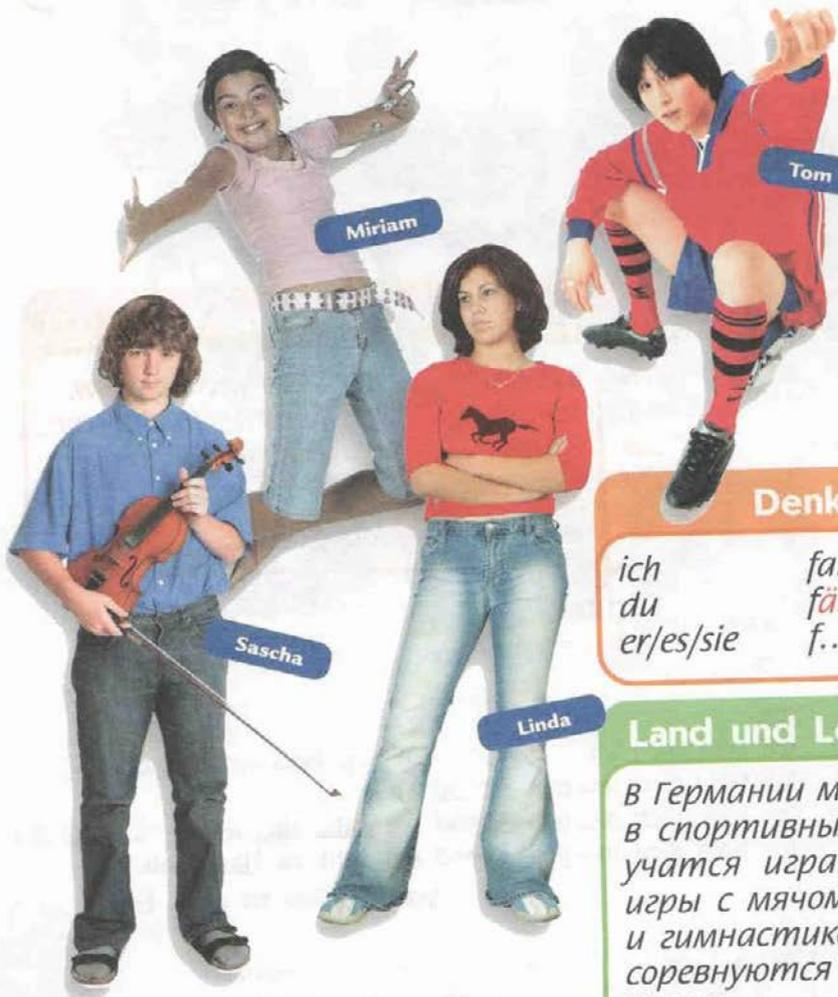 Miriam
Tom
Sascha
Linda
Denk
ich
du fä
er/es/sie f..
Land und L
В Германии
в спортивны
учатся игра
игры с мячом
и гимнастик
соревнуются